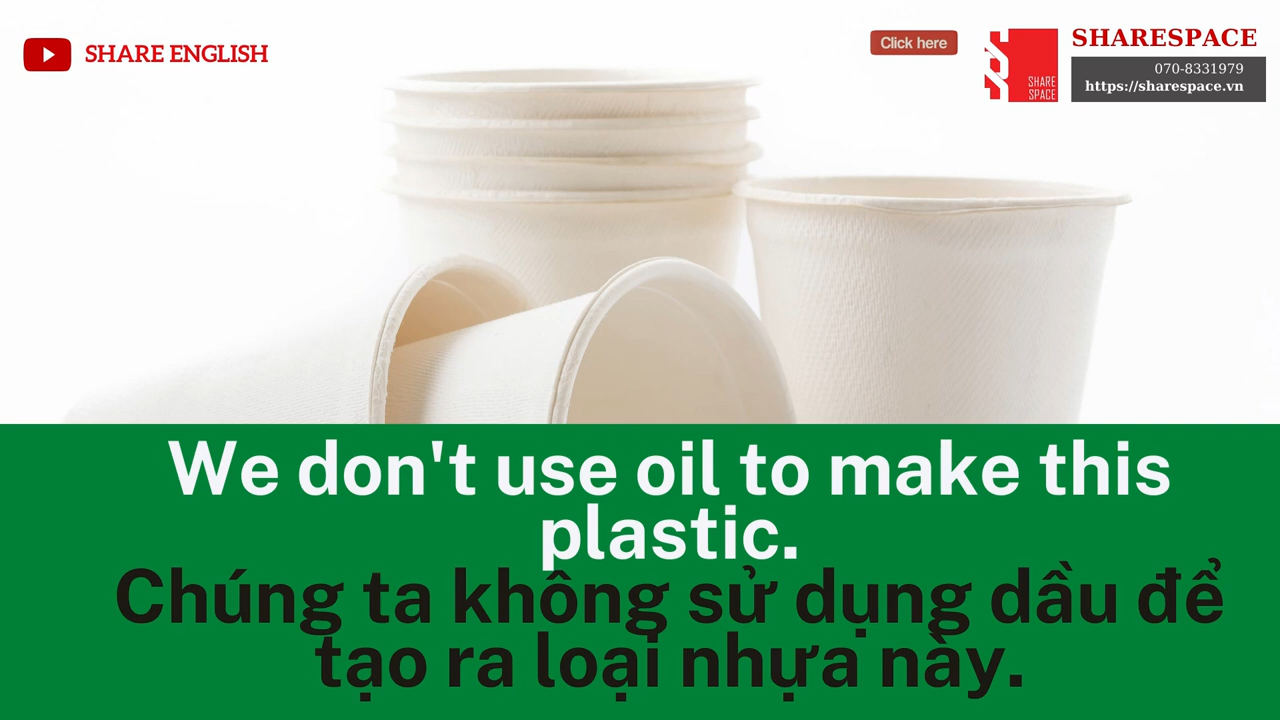 SHARE ENGLISH
Click here
SHARE
SPACE
SHARESPACE
070-8331979
https://sharespace.vn
We don't use oil to make this
plastic.
Chúng ta không sử dụng dầu để
tạo ra loại nhựa này.